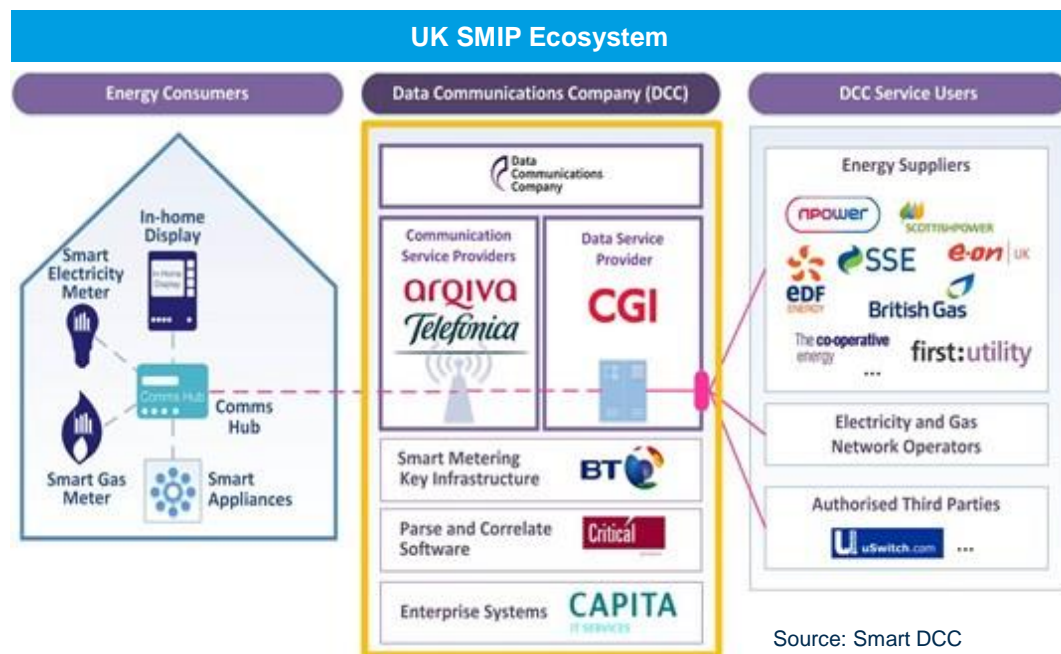 UK SMIP Ecosystem
Energy Consumers
In-home
Display
Smart
Electricity
Meter
In-Home
Display
Comms Hub
Comms
Hub
Smart Gas
Meter
Smart
Appliances
Data Communications Company (DCC)
Data
Communications
Company
Communication
Service Providers
arqiva
Telefónica
Data Service
Provider
CGI
Smart Metering
Key Infrastructure
BT
Parse and Correlate
Software
Critical
Enterprise Systems
CAPITA
IT SERVICES
DCC Service Users
Energy Suppliers
npower
SCOTTISHPOWER
eDF
ENERGY
SSE
e·on UK
British Gas
The co-operative
energy
first:utility
...
Electricity and Gas
Network Operators
Authorised Third Parties
U uSwitch.com ...
Source: Smart DCC